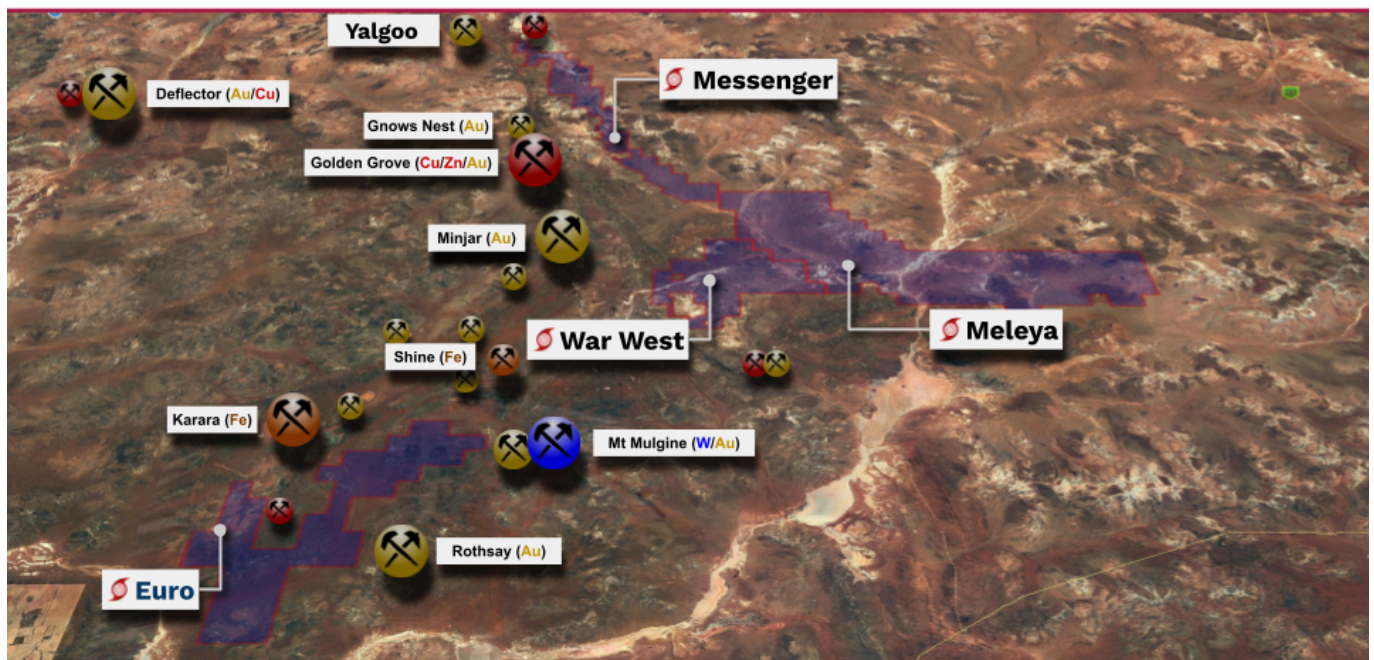 Yalgoo
Messenger
Deflector (Au/Cu)
Gnows Nest (Au)
Golden Grove (Cu/Zn/Au)
Minjar (Au)
War West
Meleya
Shine (Fe)
Karara (Fe)
Mt Mulgine (W/Au)
Rothsay (Au)
Euro